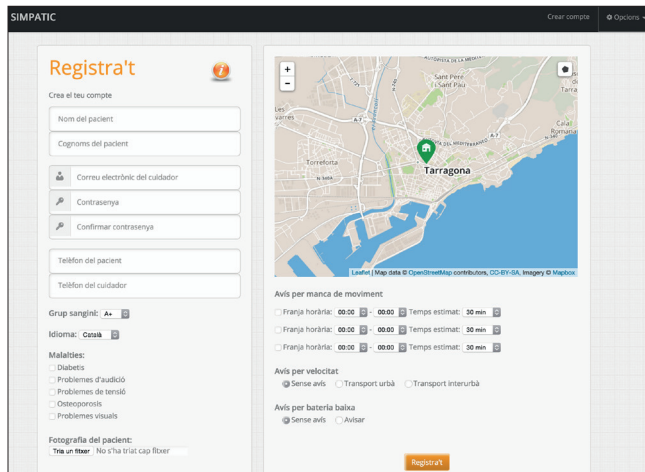 SIMPATIC
Crear compte
Opcions
Registra't
Crea el teu compte
Nom del pacient
Cognoms del pacient
Correu electrònic del cuidador
Contrasenya
Confirmar contrasenya
Telèfon del pacient
Telèfon del cuidador
Grup sanguini: A+
Idioma: Català
Malalties:
Diabetis
Problemes d'audició
Problemes de tensió
Osteoporosis
Problemes visuals
Fotografia del pacient:
Tria un fitxer No s'ha triat cap fitxer
+
−
Sant Pere
i Sant Pau
A-7
Torreforta
Tarragona
Leaflet | Map data © OpenStreetMap contributors, CC-BY-SA, Imagery © Mapbox
Avís per manca de moviment
Franja horària: 00:00 - 00:00 Temps estimat: 30 min
Franja horària: 00:00 - 00:00 Temps estimat: 30 min
Franja horària: 00:00 - 00:00 Temps estimat: 30 min
Avís per velocitat
Sense avís Transport urbà Transport interurbà
Avís per bateria baixa
Sense avís Avisar
Registra't